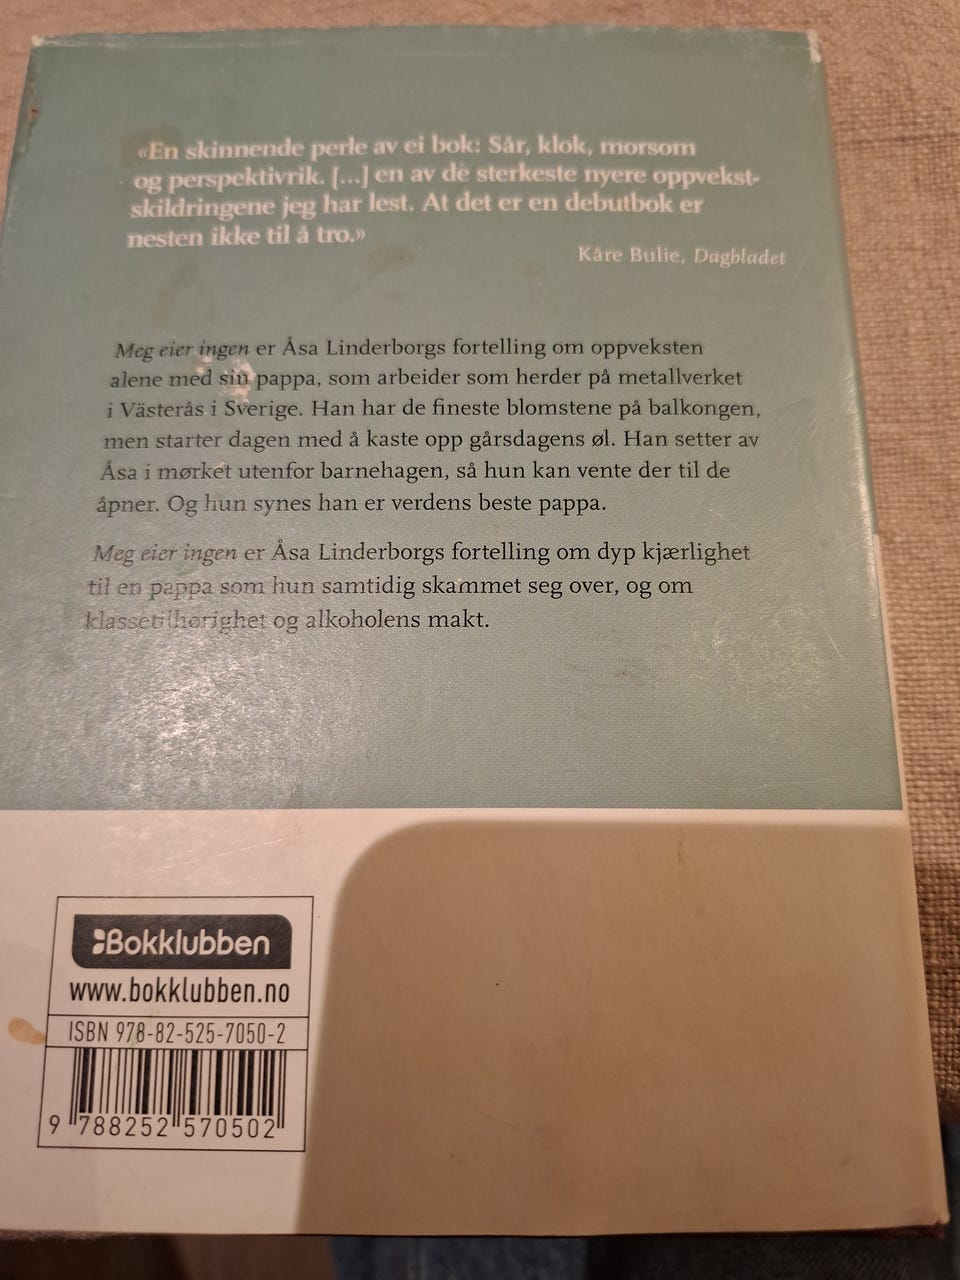 «En skinnende perle av ei bok: Sår, klok, morsom
og perspektivrik. [...] en av de sterkeste nyere oppvekst-
skildringene jeg har lest. At det er en debutbok er
nesten ikke til å tro.»
Kåre Bulie, Dagbladet
Meg eier ingen er Åsa Linderborgs fortelling om oppveksten
alene med sin pappa, som arbeider som herder på metallverket
i Västerås i Sverige. Han har de fineste blomstene på balkongen,
men starter dagen med å kaste opp gårsdagens øl. Han setter av
Åsa i mørket utenfor barnehagen, så hun kan vente der til de
åpner. Og hun synes han er verdens beste pappa.
Meg eier ingen er Åsa Linderborgs fortelling om dyp kjærlighet
til en pappa som hun samtidig skammet seg over, og om
klassetilhørighet og alkoholens makt.
Bokklubben
www.bokklubben.no
ISBN 978-82-525-7050-2
9 788252 570502